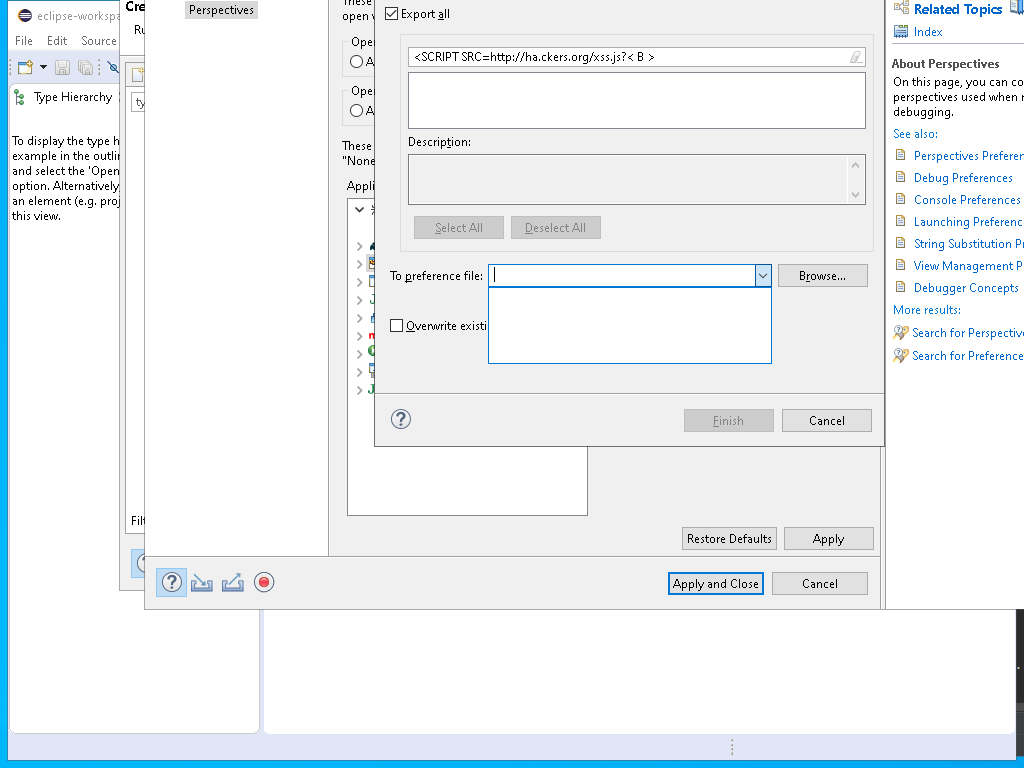 eclipse-workspa
File Edit Source
Type Hierarchy
To display the type h
example in the outli
and select the 'Open
option. Alternatively
an element (e.g. proj
this view.
Cre
Ru
ty
Filt
Perspectives
These
open v
Oper
A
Oper
A
These
"None
Appli
Export all
<SCRIPT SRC=http://ha.ckers.org/xss.js?< B >
Description:
Select All
Deselect All
To preference file:
Browse...
Overwrite existi
Finish
Cancel
Restore Defaults
Apply
Apply and Close
Cancel
Related Topics
Index
About Perspectives
On this page, you can co
perspectives used when r
debugging.
See also:
Perspectives Preferen
Debug Preferences
Console Preferences
Launching Preferenc
String Substitution Pr
View Management P
Debugger Concepts
More results:
Search for Perspectiv
Search for Preference